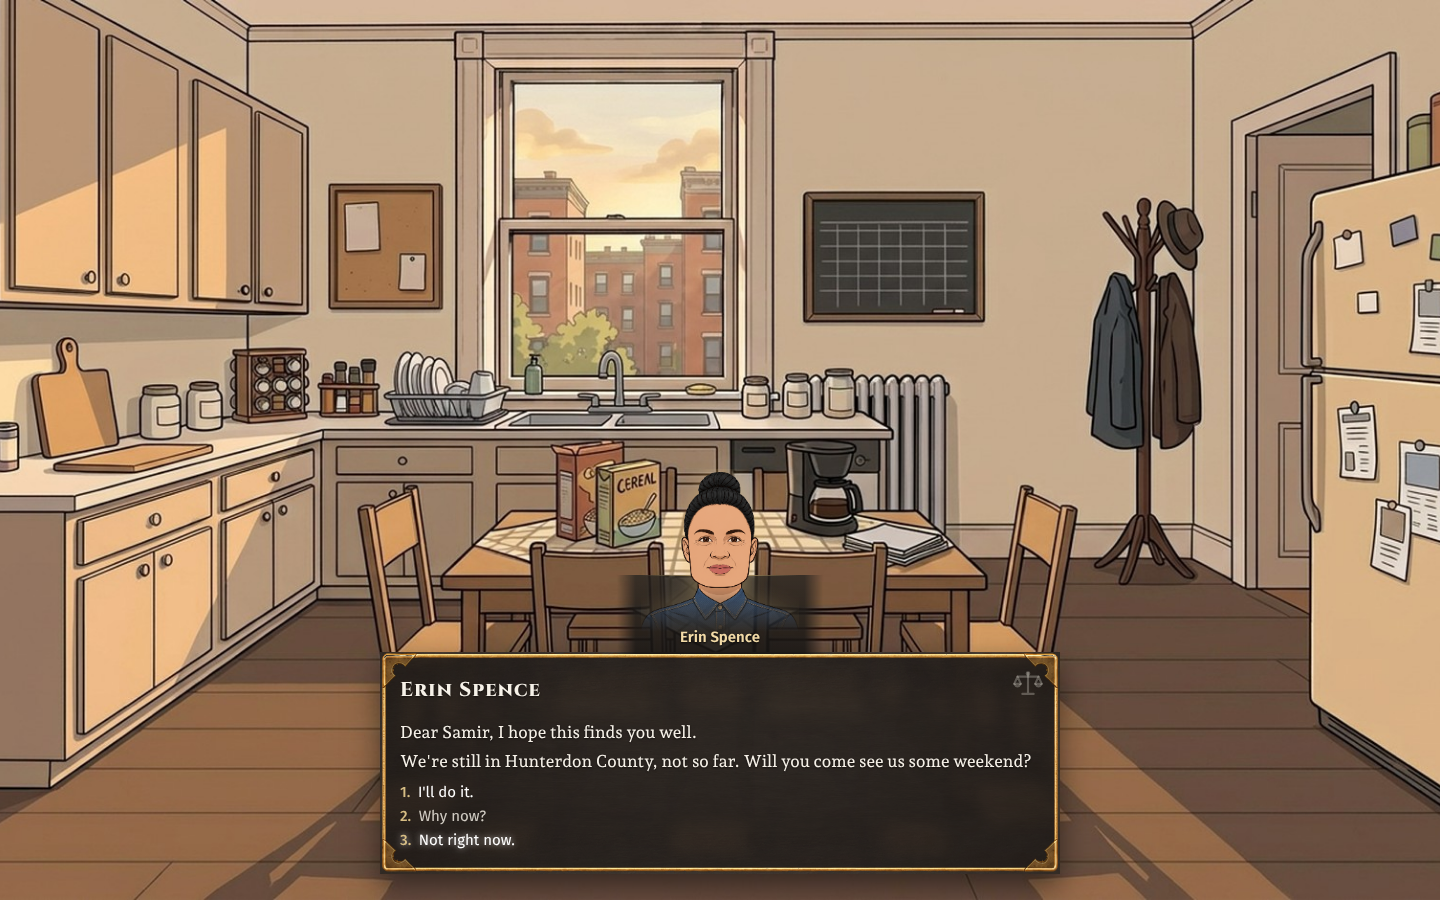 CEREAL
Erin Spence
Erin Spence
Dear Samir, I hope this finds you well.
We're still in Hunterdon County, not so far. Will you come see us some weekend?
1. I'll do it.
2. Why now?
3. Not right now.